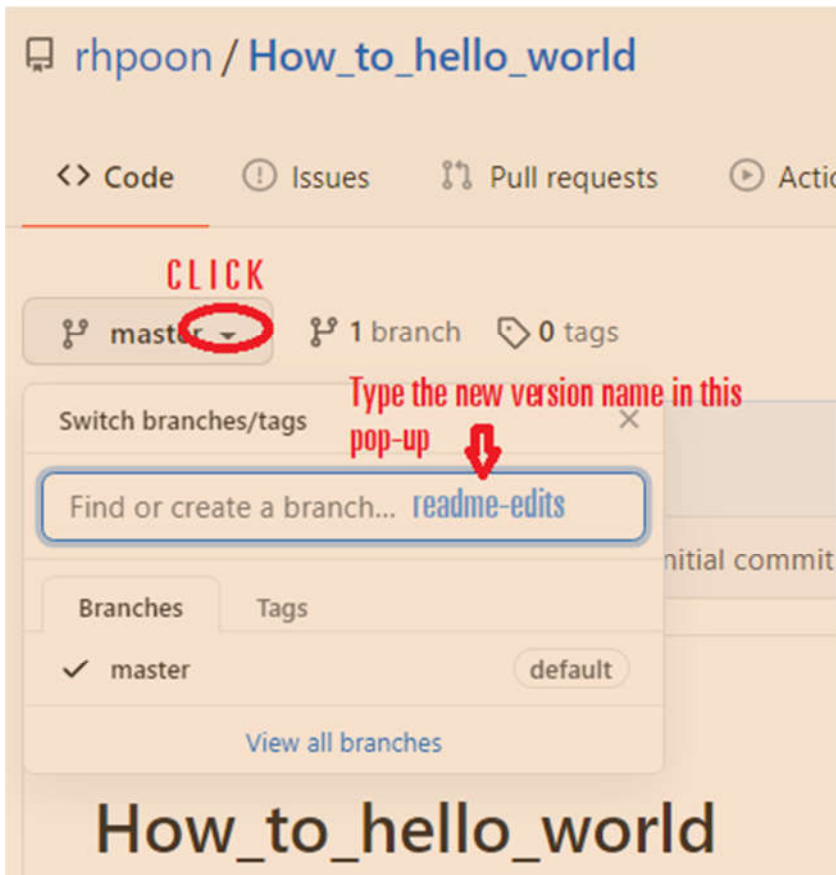 rhpoon / How_to_hello_world
<> Code Issues Pull requests
CLICK
master 1 branch 0 tags
Type the new version name in this
pop-up
Switch branches/tags
Find or create a branch... readme-edits
Branches Tags
master default
View all branches
How_to_hello_world